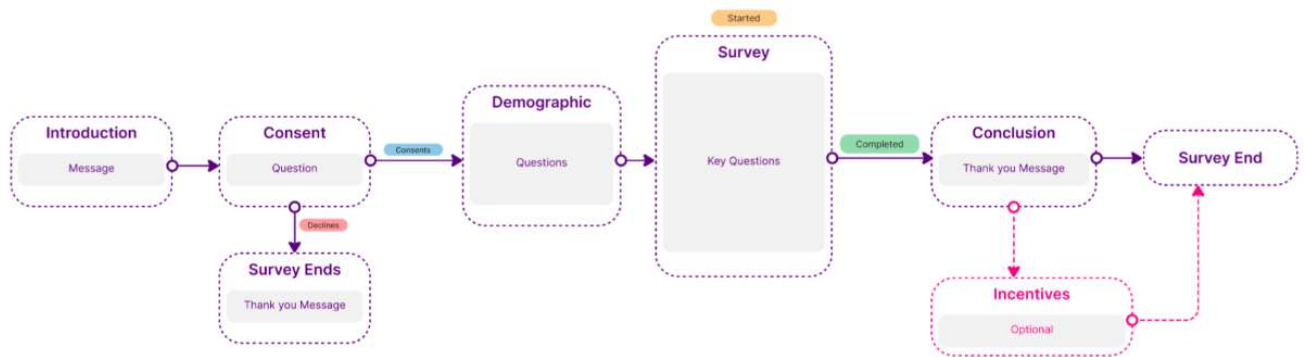 Started
Survey
Key Questions
Introduction
Message
Consent
Question
Consents
Declines
Survey Ends
Thank you Message
Demographic
Questions
Completed
Conclusion
Thank you Message
Survey End
Incentives
Optional